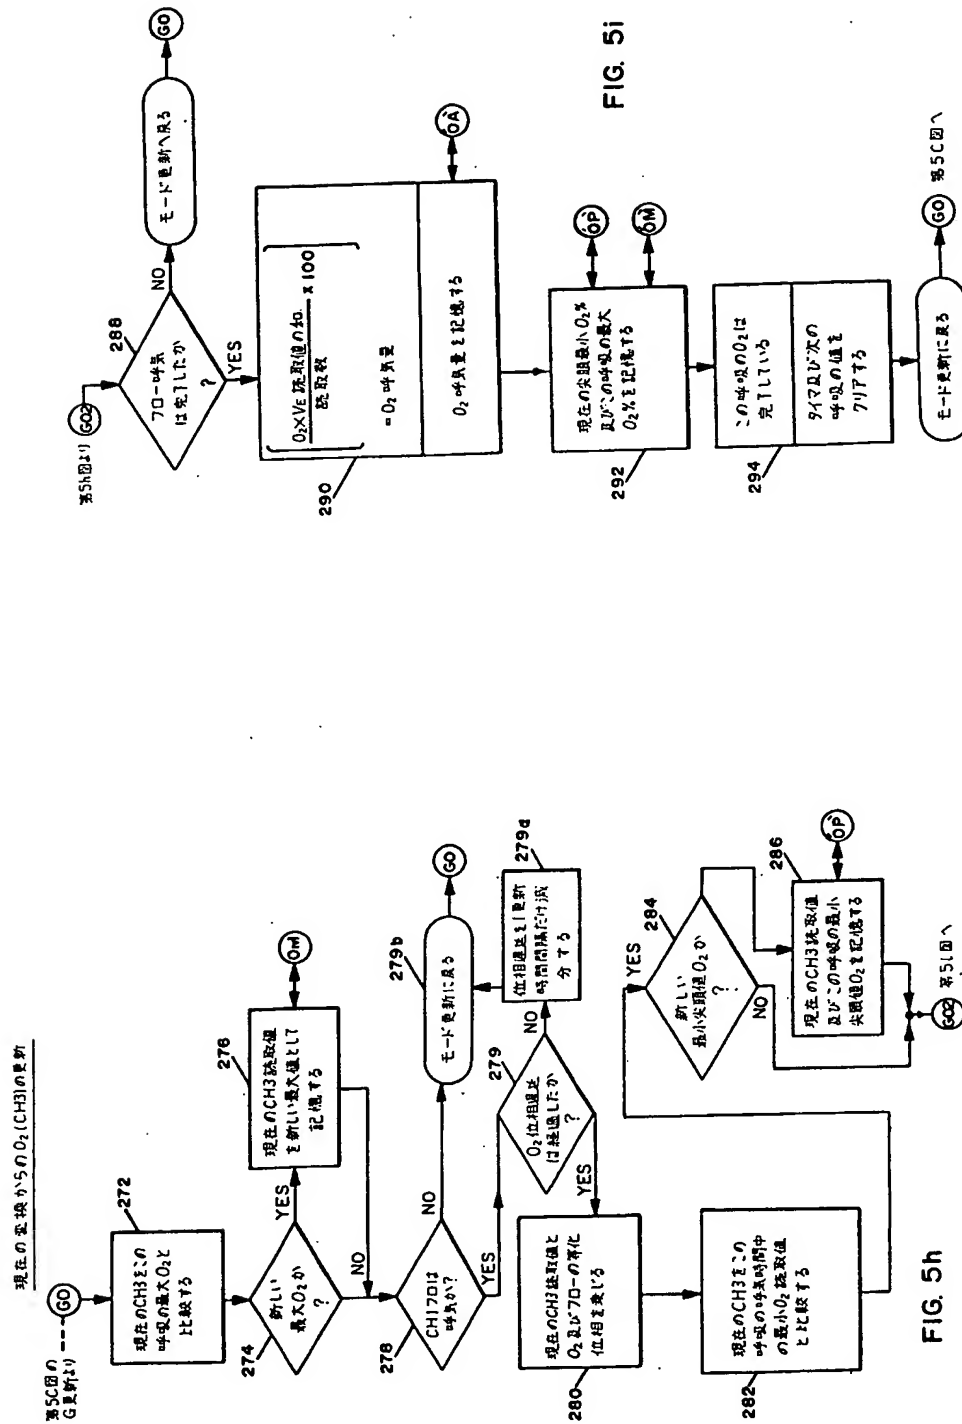 現在の変換からのO₂(CH3)の更新
第5C図の
G更新より
GO
272
現在のCH3をこの
呼吸の最大O₂と
比較する
274
新しい
最大O₂か
?
YES
NO
276
現在のCH3読取値
を新しい最大値として
記憶する
OM
278
CH1フローは
呼気か?
NO
YES
279b
モード更新に戻る
GO
279
O₂位相遅延
は経過したか
?
NO
YES
279a
位相遅延を1更新
時間間隔だけ減
分する
280
現在のCH3読取値と
O₂及びフローの等化
位相を乗じる
282
現在のCH3をこの
呼吸の呼気時間中
の最小O₂読取値
と比較する
284
新しい
最小尖頭値O₂か
?
YES
NO
286
現在のCH3読取値
及びこの呼吸の最小
尖頭値O₂を記憶する
OP
GO2
第5i図へ
FIG. 5h
第5h図より
GO2
288
フロー呼気
は完了したか
?
NO
YES
モード更新へ戻る
GO
290
[O₂×VE 読取値の和 / 読取数 × 100]
=O₂呼気量
O₂呼気量を記憶する
OA
292
現在の尖頭最小O₂%
及びこの呼吸の最大
O₂%を記憶する
OP
OM
294
この呼吸のO₂は
完了している
タイマ及び次の
呼吸の値を
クリアする
モード更新に戻る
GO
第5C図へ
FIG. 5i